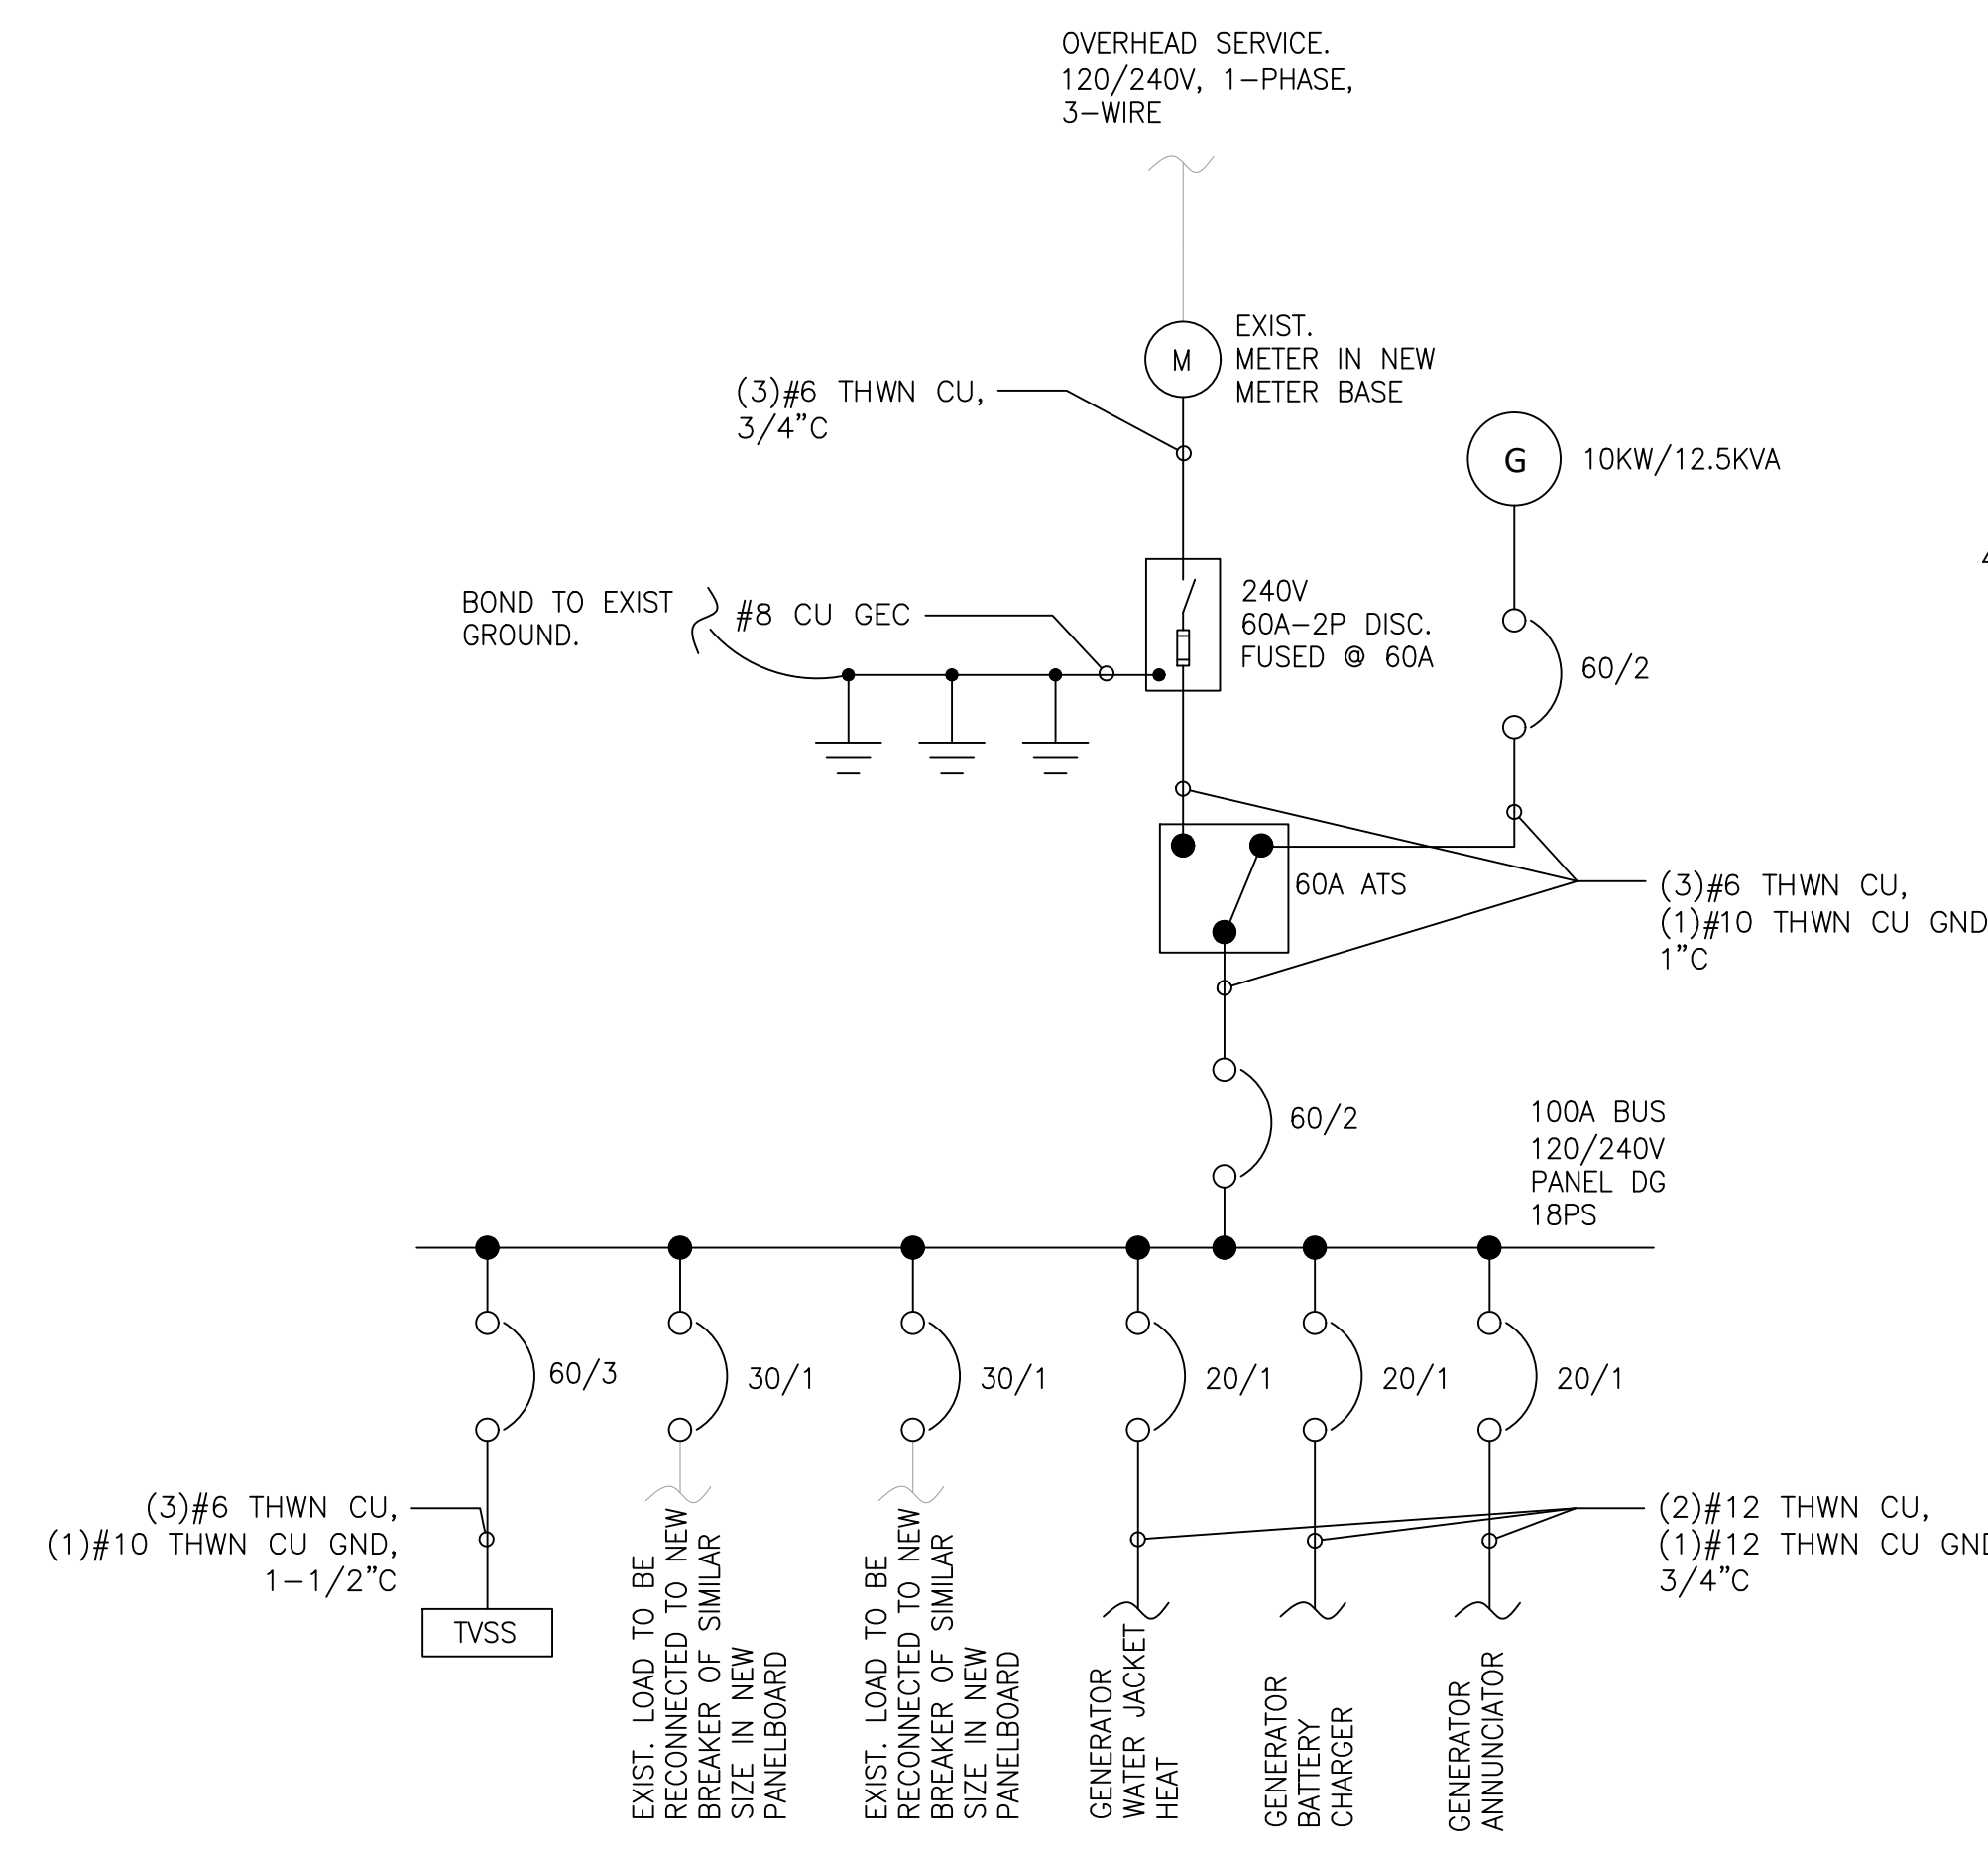 OVERHEAD SERVICE.
120/240V, 1-PHASE,
3-WIRE
M
EXIST.
METER IN NEW
METER BASE
(3)#6 THWN CU,
3/4"C
G
10KW/12.5KVA
4
BOND TO EXIST
GROUND.
#8 CU GEC
240V
60A-2P DISC.
FUSED @ 60A
60/2
60A ATS
(3)#6 THWN CU,
(1)#10 THWN CU GND
1"C
60/2
100A BUS
120/240V
PANEL DG
18PS
60/3
30/1
30/1
20/1
20/1
20/1
(3)#6 THWN CU,
(1)#10 THWN CU GND,
1-1/2"C
TVSS
EXIST. LOAD TO BE
RECONNECTED TO NEW
BREAKER OF SIMILAR
SIZE IN NEW
PANELBOARD
EXIST. LOAD TO BE
RECONNECTED TO NEW
BREAKER OF SIMILAR
SIZE IN NEW
PANELBOARD
GENERATOR
WATER JACKET
HEAT
GENERATOR
BATTERY
CHARGER
GENERATOR
ANNUNCIATOR
(2)#12 THWN CU,
(1)#12 THWN CU GND
3/4"C